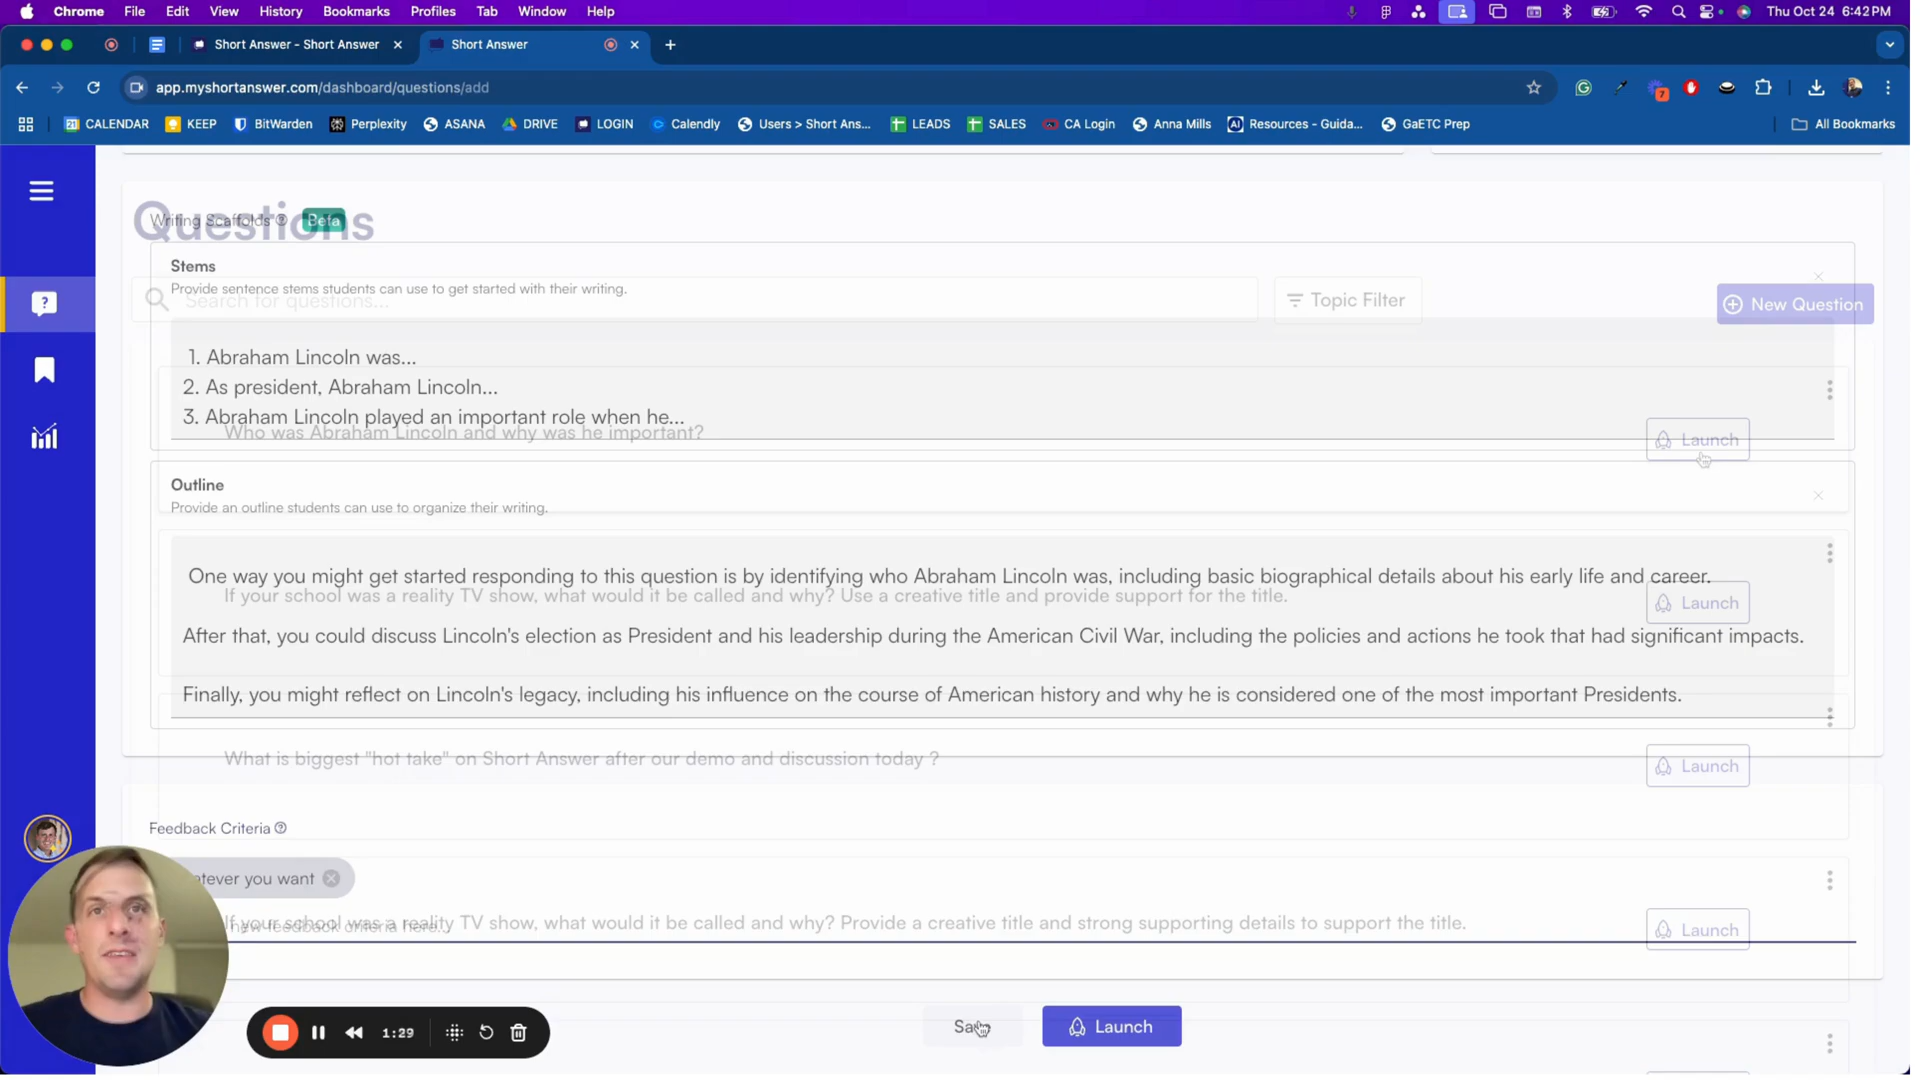 Chrome File Edit View History Bookmarks Profiles Tab Window Help Thu Oct 24 6:42 PM
Short Answer - Short Answer Short Answer
app.myshortanswer.com/dashboard/questions/add 7
CALENDAR KEEP BitWarden Perplexity ASANA DRIVE LOGIN Calendly Users > Short Ans... LEADS SALES CA Login Anna Mills Resources - Guida... GaETC Prep All Bookmarks
Writing Scaffolds Beta
Questions
Stems
Provide sentence stems students can use to get started with their writing.
Search for questions...
Topic Filter
New Question
1. Abraham Lincoln was...
2. As president, Abraham Lincoln...
3. Abraham Lincoln played an important role when he...
Who was Abraham Lincoln and why was he important?
Launch
Outline
Provide an outline students can use to organize their writing.
One way you might get started responding to this question is by identifying who Abraham Lincoln was, including basic biographical details about his early life and career.
If your school was a reality TV show, what would it be called and why? Use a creative title and provide support for the title.
Launch
After that, you could discuss Lincoln's election as President and his leadership during the American Civil War, including the policies and actions he took that had significant impacts.
Finally, you might reflect on Lincoln's legacy, including his influence on the course of American history and why he is considered one of the most important Presidents.
What is biggest "hot take" on Short Answer after our demo and discussion today ?
Launch
Feedback Criteria
you want
If your school was a reality TV show, what would it be called and why? Provide a creative title and strong supporting details to support the title.
new feedback criteria here...
Launch
1:29
Launch